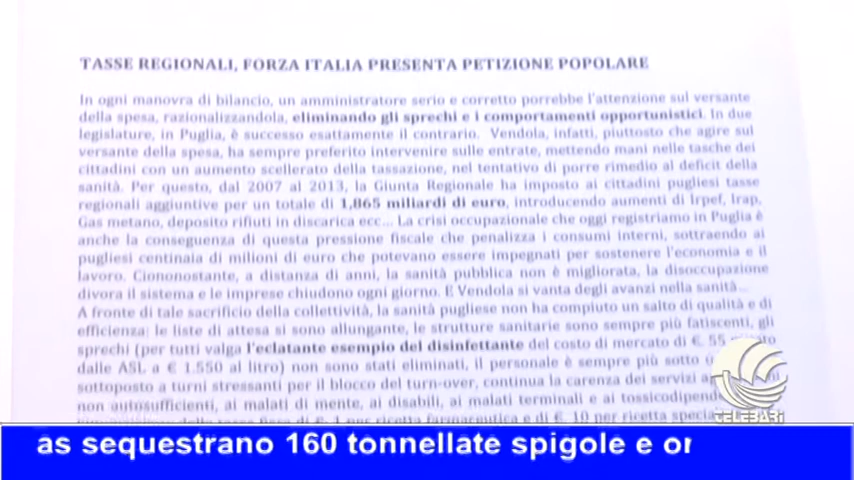 TASSE REGIONALI, FORZA ITALIA PRESENTA PETIZIONE POPOLARE
In ogni manovra di bilancio, un amministratore serio e corretto porrebbe l'attenzione sul versante
della spesa, razionalizzandola, eliminando gli sprechi e i comportamenti opportunistici. In due
legislature, in Puglia, è successo esattamente il contrario. Vendola, infatti, piuttosto che agire sul
versante della spesa, ha sempre preferito intervenire sulle entrate, mettendo mani nelle tasche dei
cittadini con un aumento scellerato della tassazione, nel tentativo di porre rimedio al deficit della
sanità. Per questo, dal 2007 al 2013, la Giunta Regionale ha imposto ai cittadini pugliesi tasse
regionali aggiuntive per un totale di 1,865 miliardi di euro, introducendo aumenti di Irpef, Irap,
Gas metano, deposito rifiuti in discarica ecc... La crisi occupazionale che oggi registriamo in Puglia è
anche la conseguenza di questa pressione fiscale che penalizza i consumi interni, sottraendo ai
pugliesi centinaia di milioni di euro che potevano essere impegnati per sostenere l'economia e il
lavoro. Ciononostante, a distanza di anni, la sanità pubblica non è migliorata, la disoccupazione
divora il sistema e le imprese chiudono ogni giorno. E Vendola si vanta degli avanzi nella sanità...
A fronte di tale sacrificio della collettività, la sanità pugliese non ha compiuto un salto di qualità e di
efficienza: le liste di attesa si sono allungante, le strutture sanitarie sono sempre più fatiscenti, gli
sprechi (per tutti valga l'eclatante esempio del disinfettante del costo di mercato di €. 55
dalle ASL a € 1.550 al litro) non sono stati eliminati, il personale è sempre più sotto
sottoposto a turni stressanti per il blocco del turn-over, continua la carenza dei servizi
non autosufficienti, ai malati di mente, ai disabili, ai malati terminali e ai
della tassa fissa di €. 1 per ricetta farmaceutica e di €. 10 per ricetta
TELEBARI
as sequestrano 160 tonnellate spigole e or